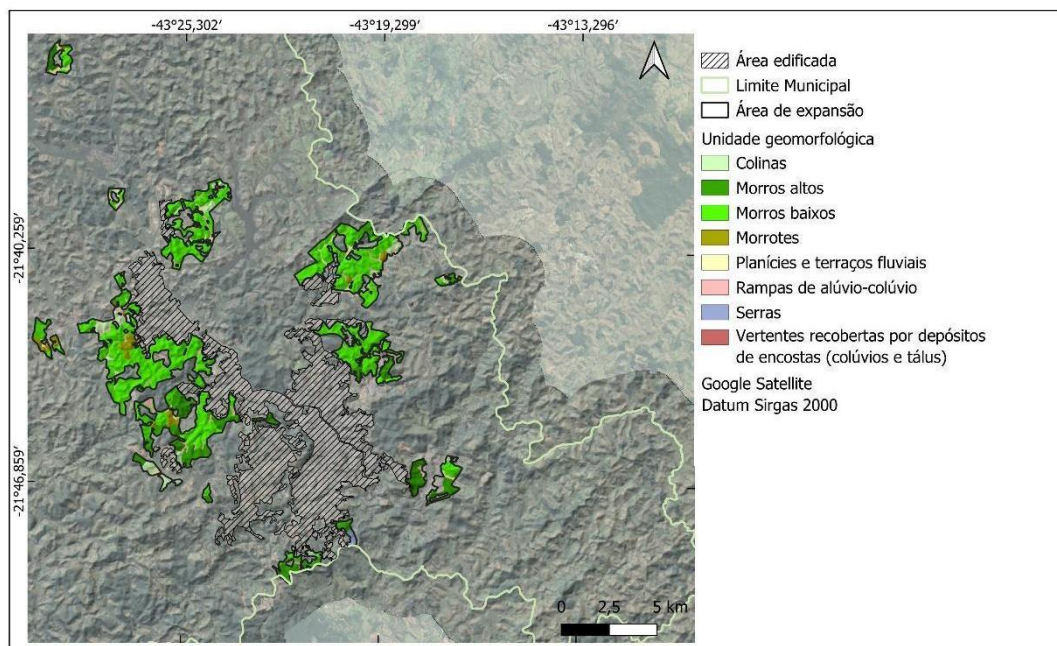 -43°25,302′ -43°19,299′ -43°13,296′
-21°40,259′
-21°46,859′
0 2,5 5 km
Área edificada
Limite Municipal
Área de expansão
Unidade geomorfológica
Colinas
Morros altos
Morros baixos
Morrotes
Planícies e terraços fluviais
Rampas de alúvio-colúvio
Serras
Vertentes recobertas por depósitos
de encostas (colúvios e tálus)
Google Satellite
Datum Sirgas 2000